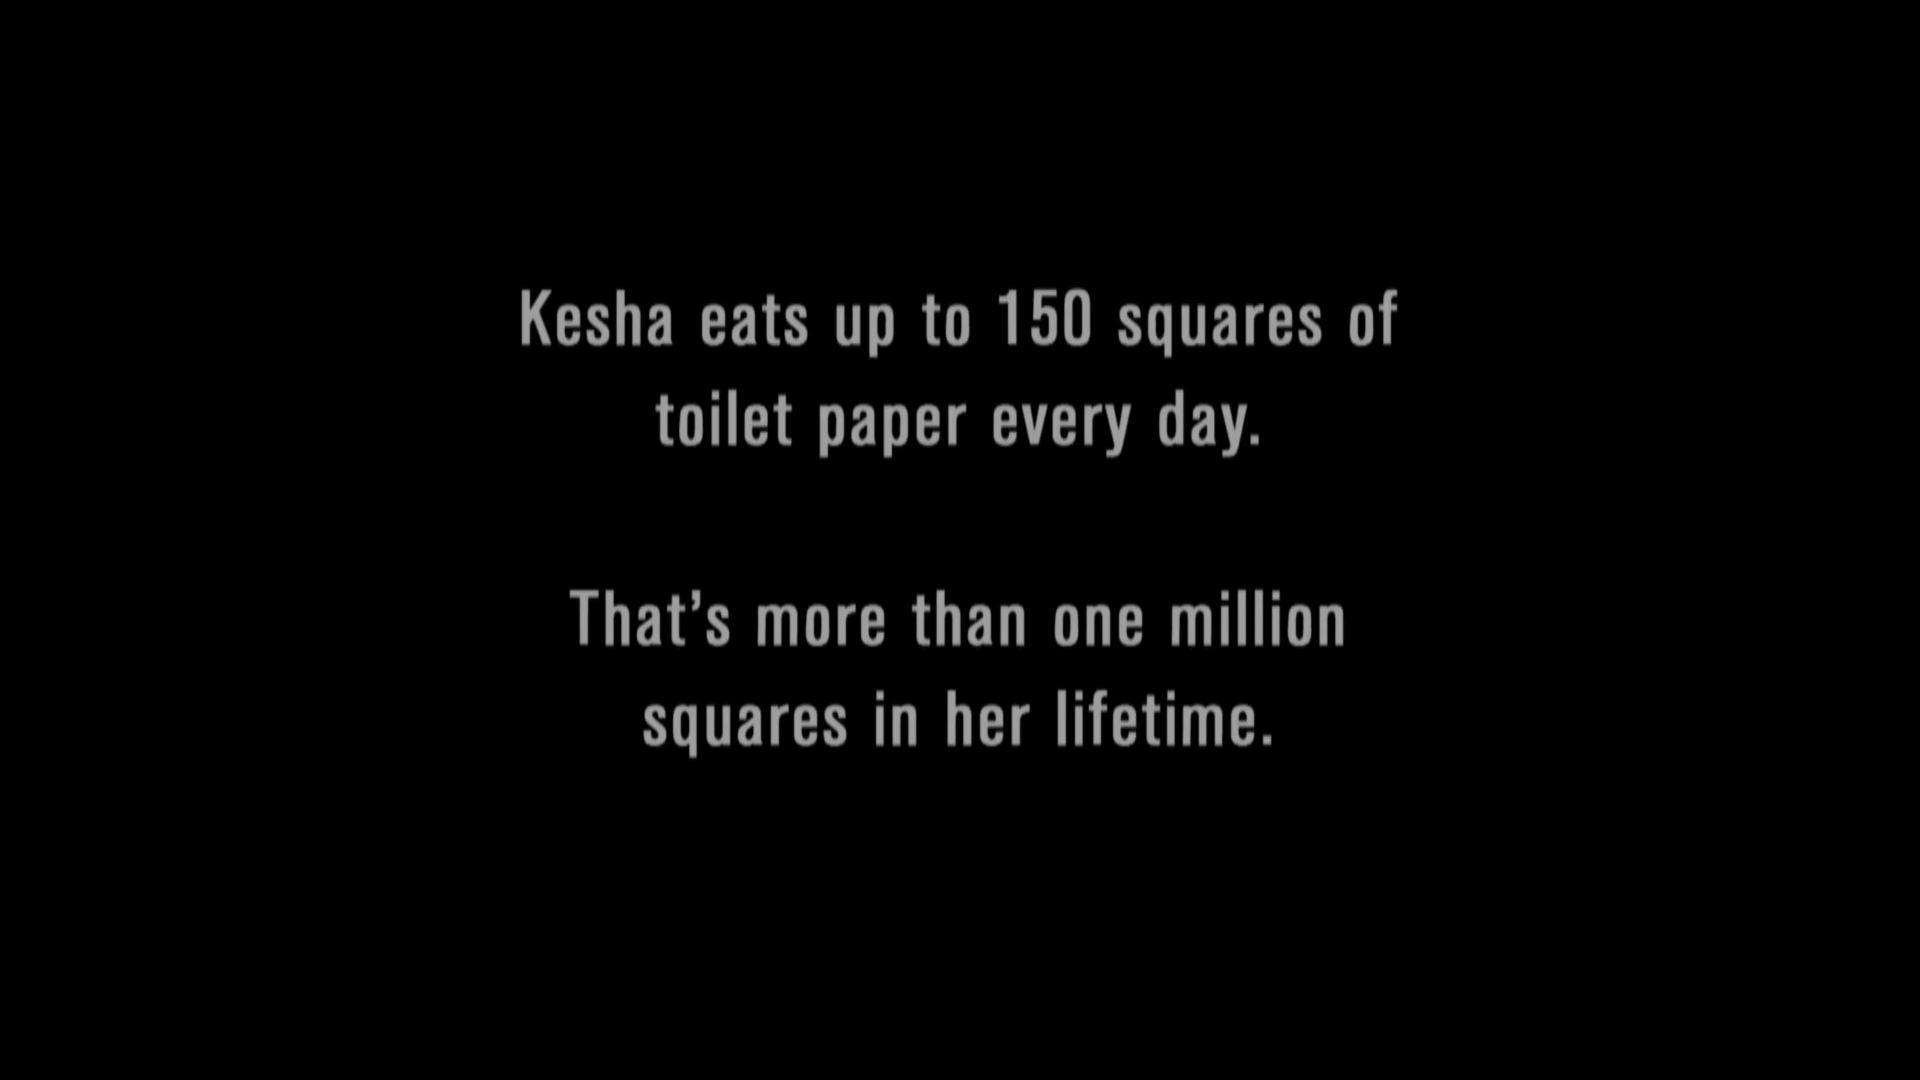 Kesha eats up to 150 squares of
toilet paper every day.
That’s more than one million
squares in her lifetime.